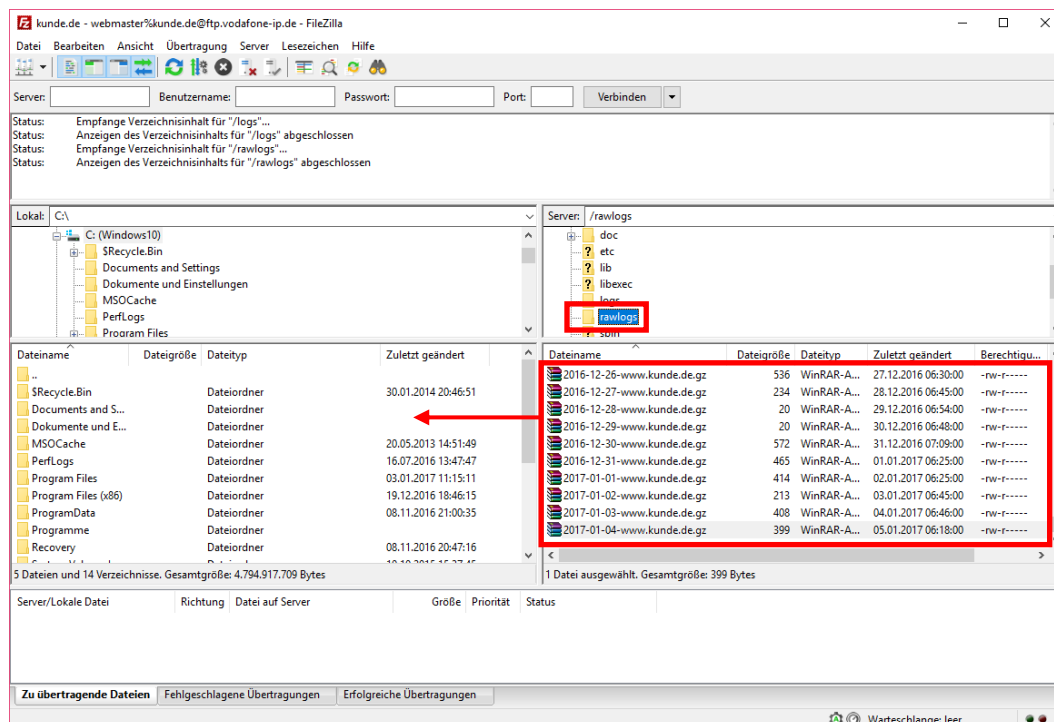 kunde.de - webmaster%kunde.de@ftp.vodafone-ip.de - FileZilla
Datei Bearbeiten Ansicht Übertragung Server Lesezeichen Hilfe
Server: Benutzername: Passwort: Port: Verbinden
Status: Empfange Verzeichnisinhalt für "/logs"...
Status: Anzeigen des Verzeichnisinhalts für "/logs" abgeschlossen
Status: Empfange Verzeichnisinhalt für "/rawlogs"...
Status: Anzeigen des Verzeichnisinhalts für "/rawlogs" abgeschlossen
Lokal: C:\
C: (Windows10)
$Recycle.Bin
Documents and Settings
Dokumente und Einstellungen
MSOCache
PerfLogs
Program Files
Server: /rawlogs
doc
? etc
? lib
? libexec
logs
rawlogs
? sbin
Dateiname Dateigröße Dateityp Zuletzt geändert
..
$Recycle.Bin Dateiordner 30.01.2014 20:46:51
Documents and S... Dateiordner
Dokumente und E... Dateiordner
MSOCache Dateiordner 20.05.2013 14:51:49
PerfLogs Dateiordner 16.07.2016 13:47:47
Program Files Dateiordner 03.01.2017 11:15:11
Program Files (x86) Dateiordner 19.12.2016 18:46:15
ProgramData Dateiordner 08.11.2016 21:00:35
Programme Dateiordner
Recovery Dateiordner 08.11.2016 20:47:16
5 Dateien und 14 Verzeichnisse. Gesamtgröße: 4.794.917.709 Bytes
Dateiname Dateigröße Dateityp Zuletzt geändert Berechtigu...
2016-12-26-www.kunde.de.gz 536 WinRAR-A... 27.12.2016 06:30:00 -rw-r-----
2016-12-27-www.kunde.de.gz 234 WinRAR-A... 28.12.2016 06:45:00 -rw-r-----
2016-12-28-www.kunde.de.gz 20 WinRAR-A... 29.12.2016 06:54:00 -rw-r-----
2016-12-29-www.kunde.de.gz 20 WinRAR-A... 30.12.2016 06:48:00 -rw-r-----
2016-12-30-www.kunde.de.gz 572 WinRAR-A... 31.12.2016 07:09:00 -rw-r-----
2016-12-31-www.kunde.de.gz 465 WinRAR-A... 01.01.2017 06:25:00 -rw-r-----
2017-01-01-www.kunde.de.gz 414 WinRAR-A... 02.01.2017 06:25:00 -rw-r-----
2017-01-02-www.kunde.de.gz 213 WinRAR-A... 03.01.2017 06:45:00 -rw-r-----
2017-01-03-www.kunde.de.gz 408 WinRAR-A... 04.01.2017 06:46:00 -rw-r-----
2017-01-04-www.kunde.de.gz 399 WinRAR-A... 05.01.2017 06:18:00 -rw-r-----
1 Datei ausgewählt. Gesamtgröße: 399 Bytes
Server/Lokale Datei Richtung Datei auf Server Größe Priorität Status
Zu übertragende Dateien Fehlgeschlagene Übertragungen Erfolgreiche Übertragungen
Warteschlange: leer